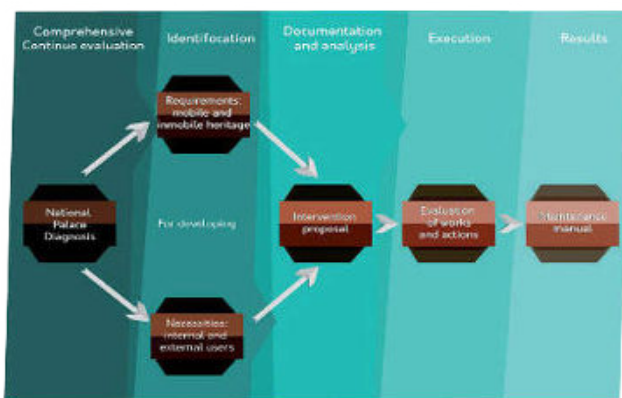 Comprehensive
Continue evaluation
Identifocation
Documentation
and analysis
Execution
Results
Requirements:
mobile and
inmobile heritage
National
Palace
Diagnosis
For developing
Intervention
proposal
Evaluation
of works
and actions
Maintenance
manual
Necessities:
internal and
external users